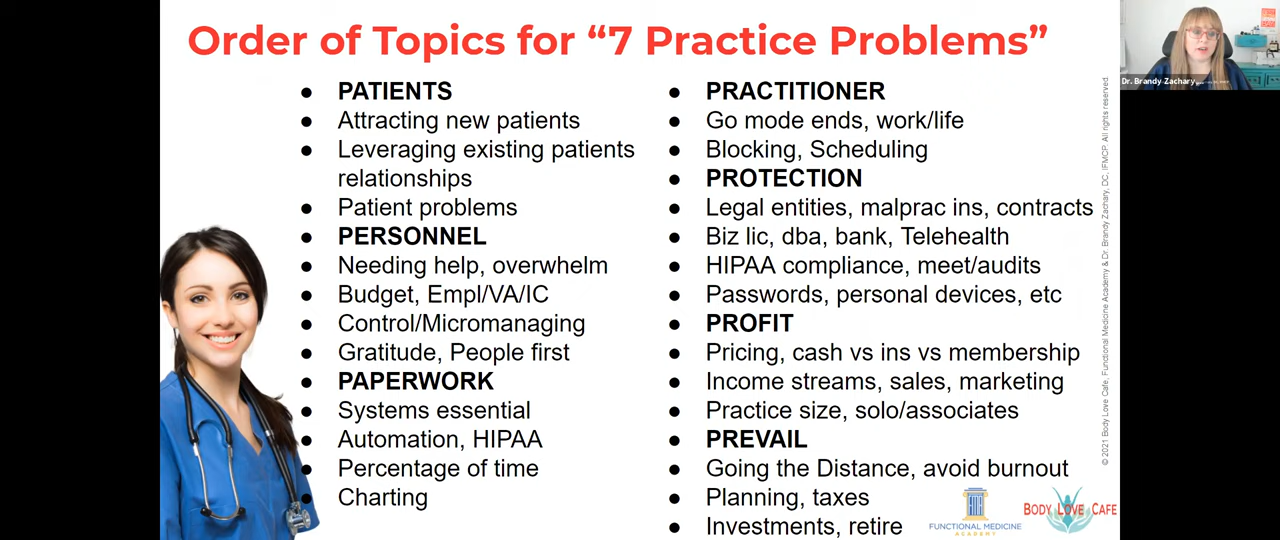 Order of Topics for “7 Practice Problems”
● PATIENTS
● Attracting new patients
● Leveraging existing patients
relationships
● Patient problems
● PERSONNEL
● Needing help, overwhelm
● Budget, Empl/VA/IC
● Control/Micromanaging
● Gratitude, People first
● PAPERWORK
● Systems essential
● Automation, HIPAA
● Percentage of time
● Charting
● PRACTITIONER
● Go mode ends, work/life
● Blocking, Scheduling
● PROTECTION
● Legal entities, malprac ins, contracts
● Biz lic, dba, bank, Telehealth
● HIPAA compliance, meet/audits
● Passwords, personal devices, etc
● PROFIT
● Pricing, cash vs ins vs membership
● Income streams, sales, marketing
● Practice size, solo/associates
● PREVAIL
● Going the Distance, avoid burnout
● Planning, taxes
● Investments, retire
FUNCTIONAL MEDICINE
ACADEMY
BODY LOVE CAFE
© 2021 Body Love Cafe, Functional Medicine Academy & Dr. Brandy Zachary, DC, IFMCP. All rights reserved.
Dr. Brandy Zachary